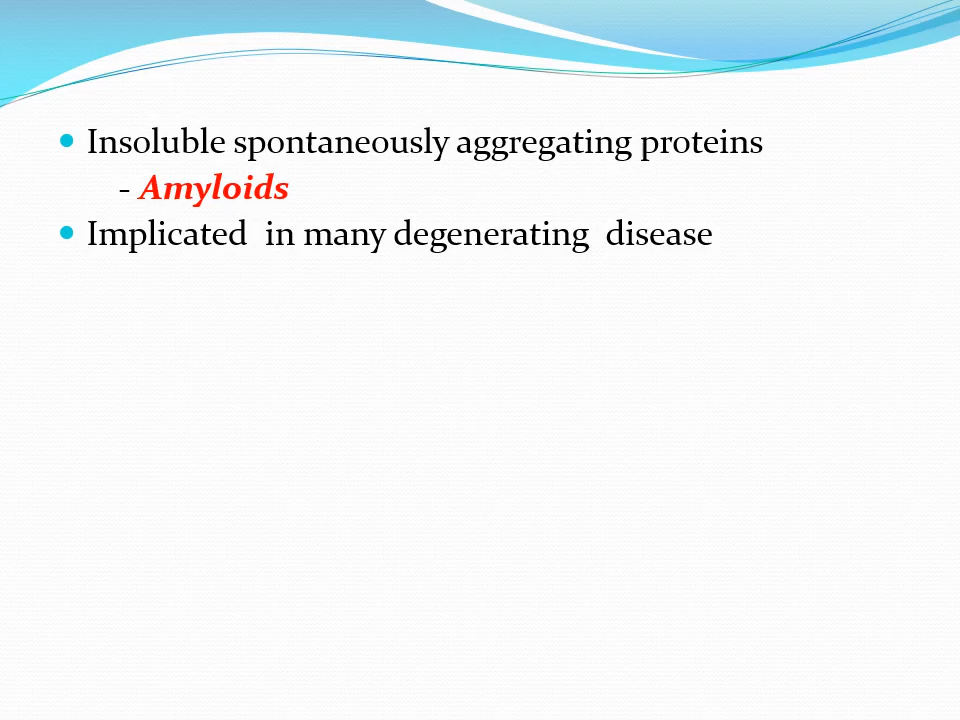 Insoluble spontaneously aggregating proteins
- Amyloids
Implicated  in many degenerating  disease